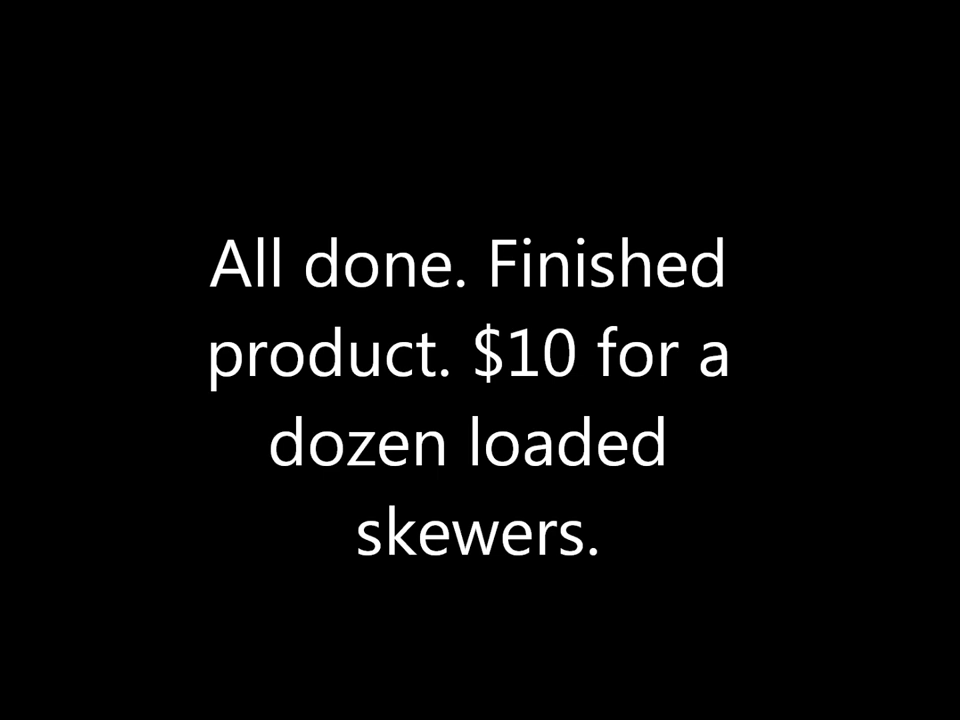 All done. Finished
product. $10 for a
dozen loaded
skewers.